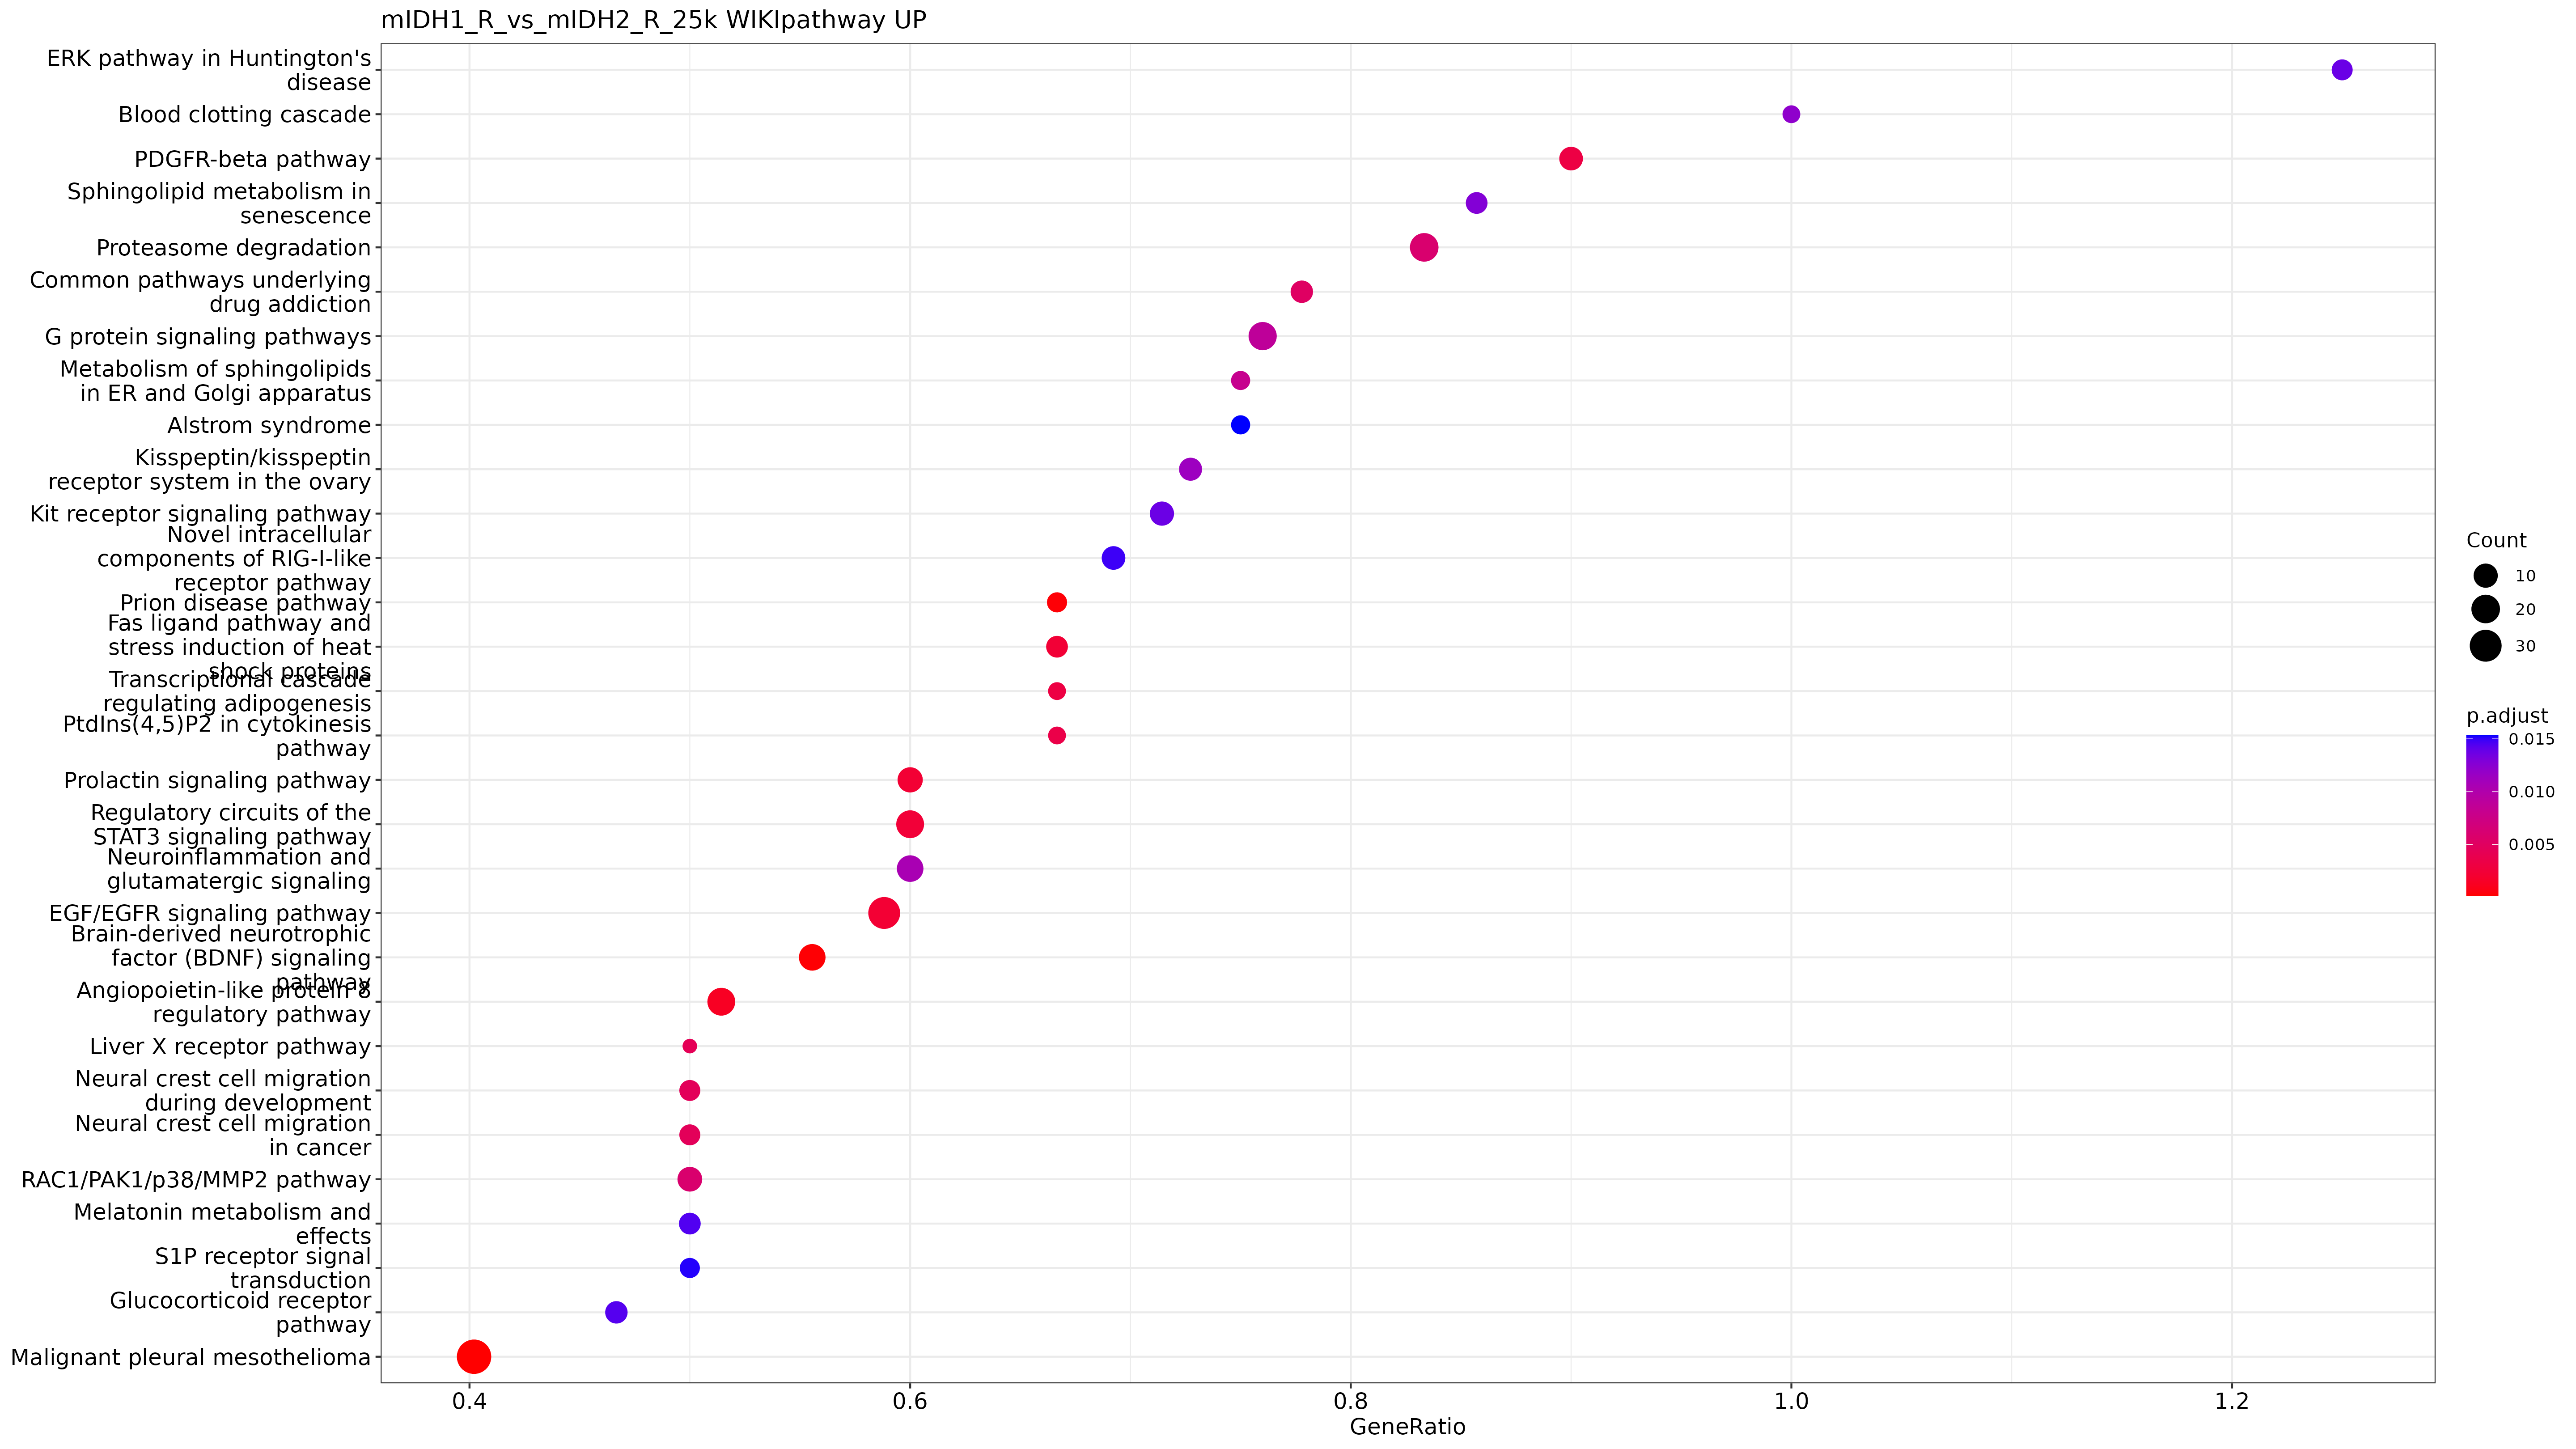 mIDH1_R_vs_mIDH2_R_25k WIKIpathway UP
ERK pathway in Huntington's
disease
Blood clotting cascade
PDGFR-beta pathway
Sphingolipid metabolism in
senescence
Proteasome degradation
Common pathways underlying
drug addiction
G protein signaling pathways
Metabolism of sphingolipids
in ER and Golgi apparatus
Alstrom syndrome
Kisspeptin/kisspeptin
receptor system in the ovary
Kit receptor signaling pathway
Novel intracellular
components of RIG-I-like
receptor pathway
Prion disease pathway
Fas ligand pathway and
stress induction of heat
shock proteins
Transcriptional cascade
regulating adipogenesis
PtdIns(4,5)P2 in cytokinesis
pathway
Prolactin signaling pathway
Regulatory circuits of the
STAT3 signaling pathway
Neuroinflammation and
glutamatergic signaling
EGF/EGFR signaling pathway
Brain-derived neurotrophic
factor (BDNF) signaling
pathway
Angiopoietin-like protein 8
regulatory pathway
Liver X receptor pathway
Neural crest cell migration
during development
Neural crest cell migration
in cancer
RAC1/PAK1/p38/MMP2 pathway
Melatonin metabolism and
effects
S1P receptor signal
transduction
Glucocorticoid receptor
pathway
Malignant pleural mesothelioma
0.4
0.6
0.8
1.0
1.2
GeneRatio
Count
10
20
30
p.adjust
0.015
0.010
0.005